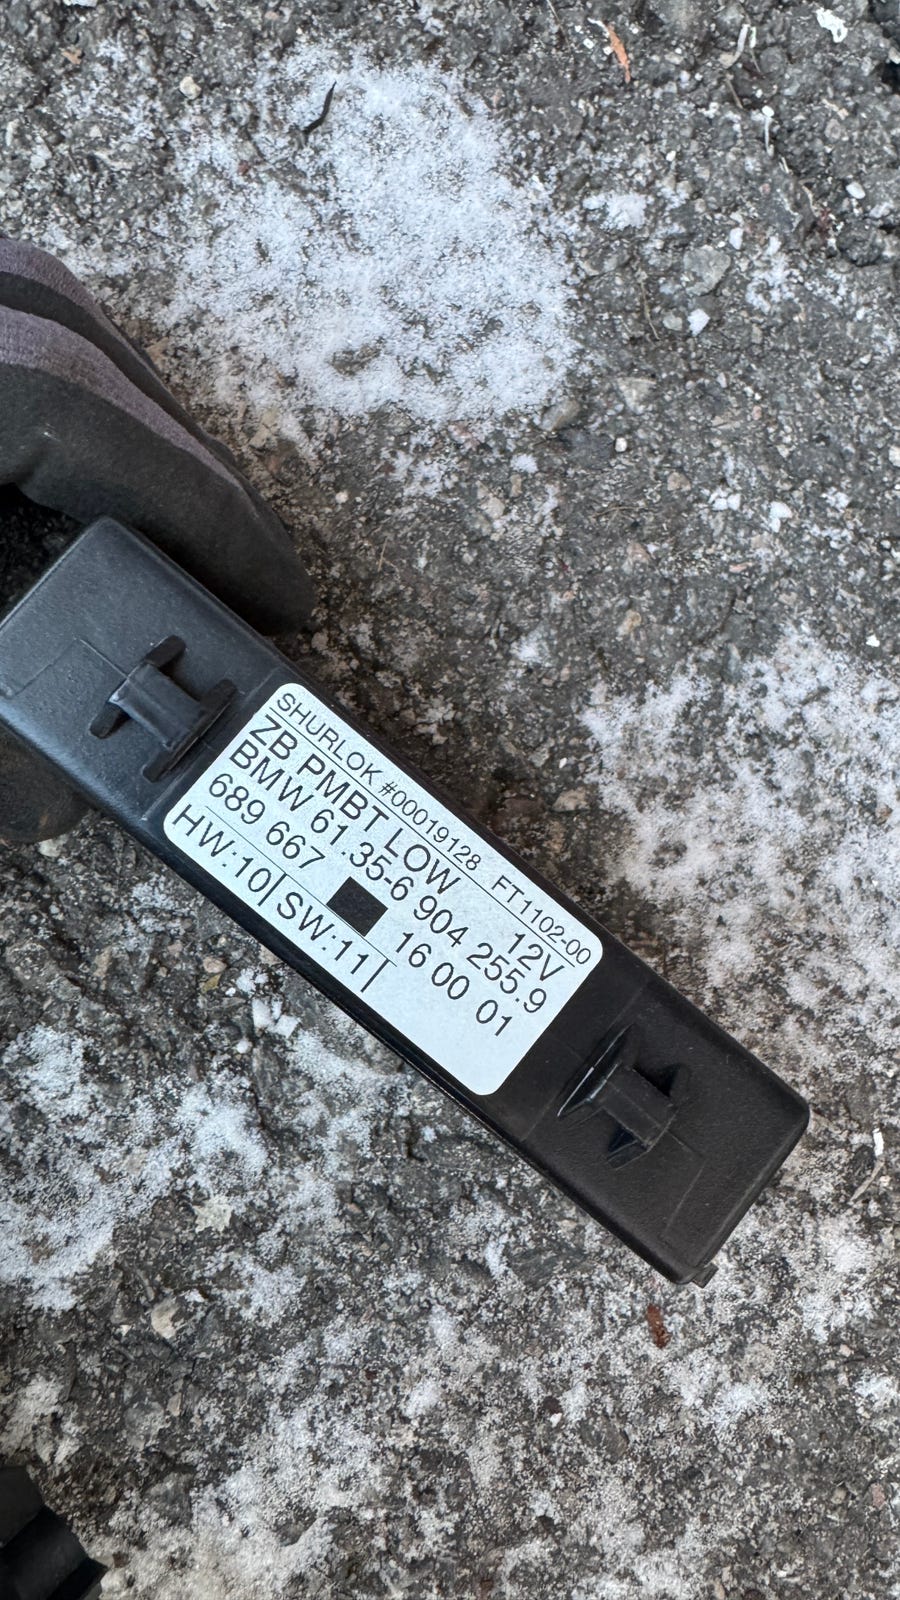 SHURLOK #00019128 FT1102-00
ZB PMBT LOW 12V
BMW 61.35-6 904 255.9
689 667 16 00 01
HW:10|SW:11|